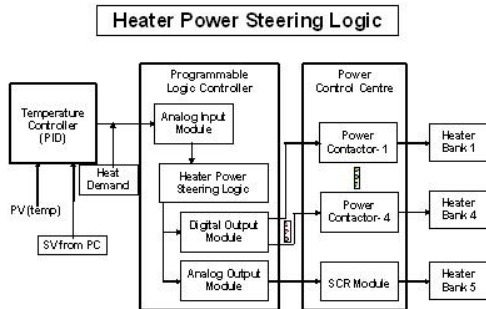 Heater Power Steering Logic
Programmable
Logic Controller
Power
Control Centre
Temperature
Controller
(PID)
Analog Input
Module
Power
Contactor-1
Heater
Bank 1
Heat
Demand
Heater Power
Steering Logic
PV(temp)
Digital Output
Module
Power
Contactor-4
Heater
Bank 4
SV from PC
Analog Output
Module
SCR Module
Heater
Bank 5